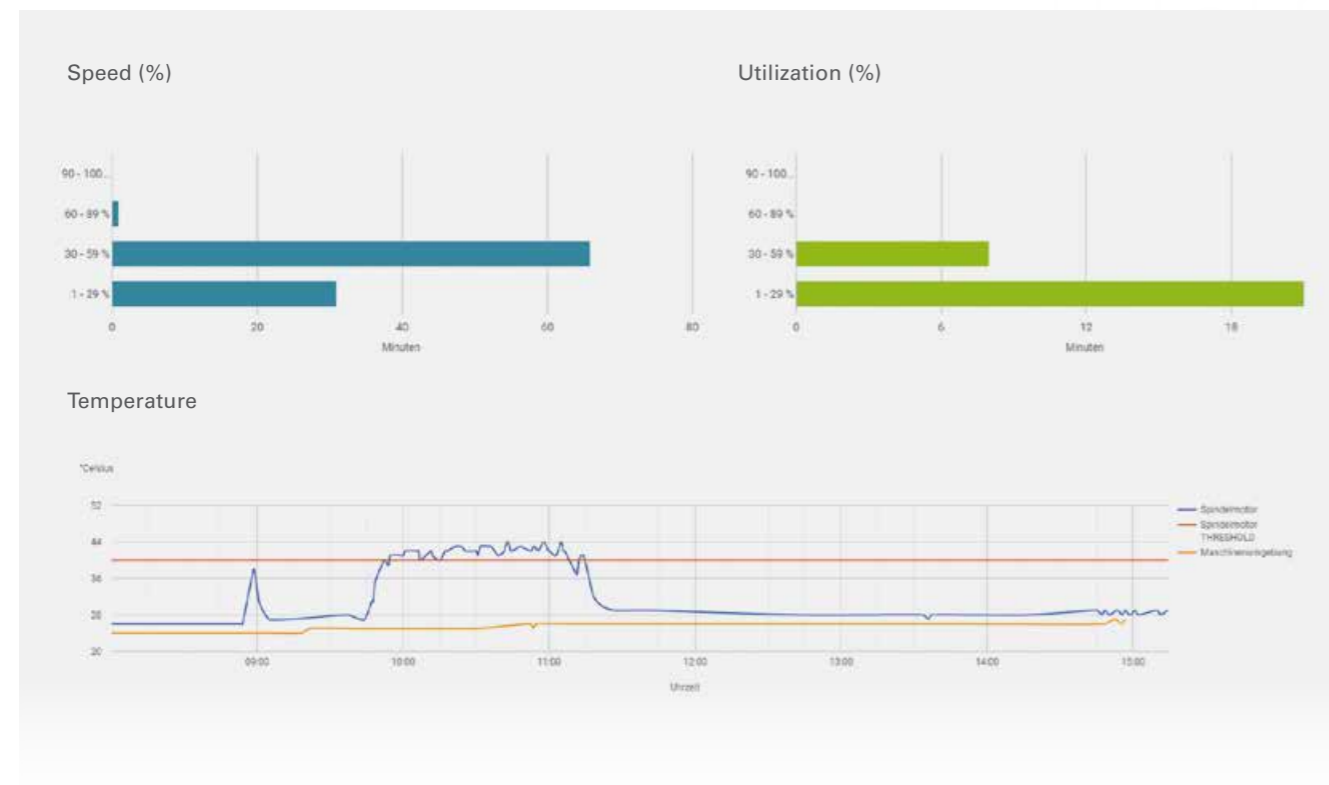 Speed (%)
Utilization (%)
90 - 100...
60 - 89 %
30 - 59 %
1 - 29 %
0 20 40 60 80
Minuten
90 - 100...
60 - 89 %
30 - 59 %
1 - 29 %
0 6 12 18
Minuten
Temperature
°Celsius
52
44
36
28
20
09:00 10:00 11:00 12:00 13:00 14:00 15:00
Uhrzeit
Spindelmotor
Spindelmotor
THRESHOLD
Maschinenumgebung